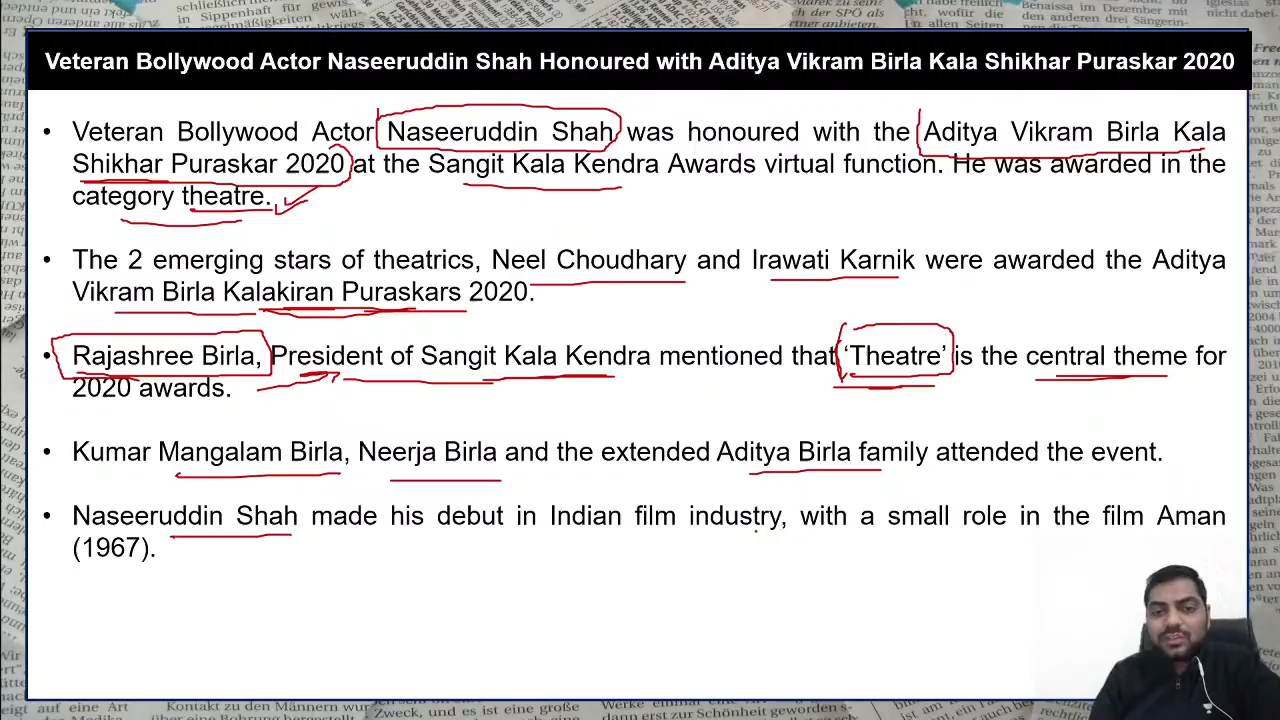 Veteran Bollywood Actor Naseeruddin Shah Honoured with Aditya Vikram Birla Kala Shikhar Puraskar 2020
• Veteran Bollywood Actor Naseeruddin Shah was honoured with the Aditya Vikram Birla Kala
Shikhar Puraskar 2020 at the Sangit Kala Kendra Awards virtual function. He was awarded in the
category theatre.
• The 2 emerging stars of theatrics, Neel Choudhary and Irawati Karnik were awarded the Aditya
Vikram Birla Kalakiran Puraskars 2020.
• Rajashree Birla, President of Sangit Kala Kendra mentioned that ‘Theatre’ is the central theme for
2020 awards.
• Kumar Mangalam Birla, Neerja Birla and the extended Aditya Birla family attended the event.
• Naseeruddin Shah made his debut in Indian film industry, with a small role in the film Aman
(1967).